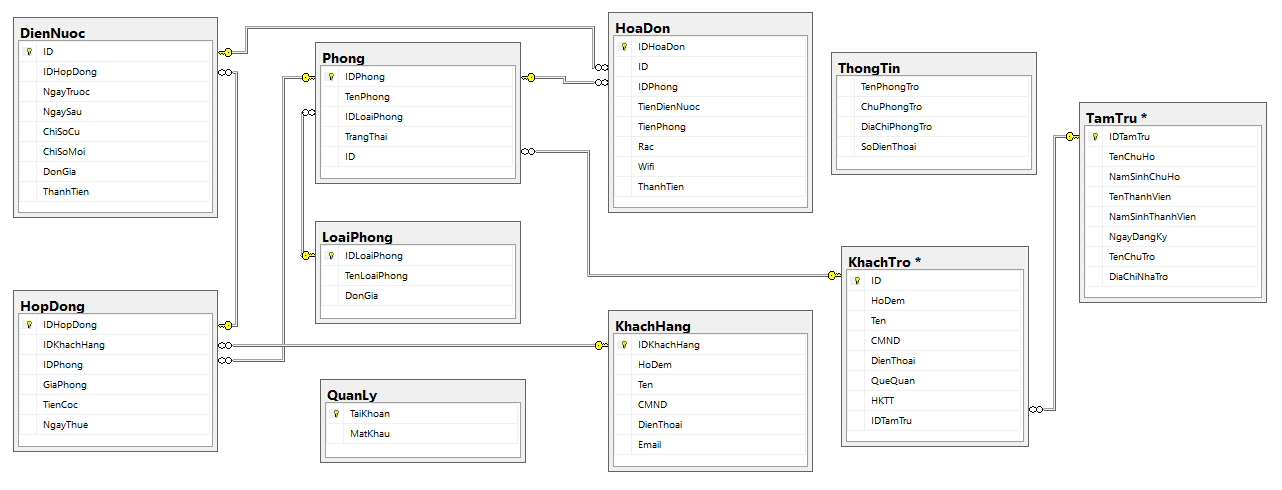 DienNuoc
ID
IDHopDong
NgayTruoc
NgaySau
ChiSoCu
ChiSoMoi
DonGia
ThanhTien
Phong
IDPhong
TenPhong
IDLoaiPhong
TrangThai
ID
HoaDon
IDHoaDon
ID
IDPhong
TienDienNuoc
TienPhong
Rac
Wifi
ThanhTien
ThongTin
TenPhongTro
ChuPhongTro
DiaChiPhongTro
SoDienThoai
TamTru *
IDTamTru
TenChuHo
NamSinhChuHo
TenThanhVien
NamSinhThanhVien
NgayDangKy
TenChuTro
DiaChiNhaTro
LoaiPhong
IDLoaiPhong
TenLoaiPhong
DonGia
KhachTro *
ID
HoDem
Ten
CMND
DienThoai
QueQuan
HKTT
IDTamTru
HopDong
IDHopDong
IDKhachHang
IDPhong
GiaPhong
TienCoc
NgayThue
KhachHang
IDKhachHang
HoDem
Ten
CMND
DienThoai
Email
QuanLy
TaiKhoan
MatKhau